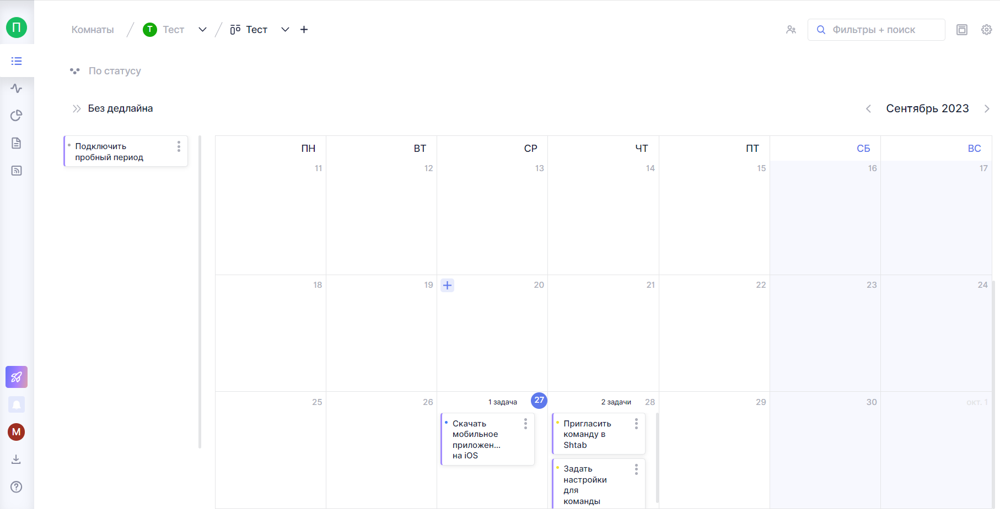 П
Комнаты
Т Тест
Тест
Фильтры + поиск
По статусу
Без дедлайна
Сентябрь 2023
Подключить
пробный период
ПН ВТ СР ЧТ ПТ СБ ВС
11 12 13 14 15 16 17
18 19 20 21 22 23 24
25 26 1 задача 27 2 задачи 28 29 30 окт. 1
Скачать
мобильное
приложен...
на iOS
Пригласить
команду в
Shtab
Задать
настройки
для
команды
М